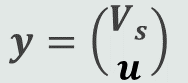 y = (V_s
u)